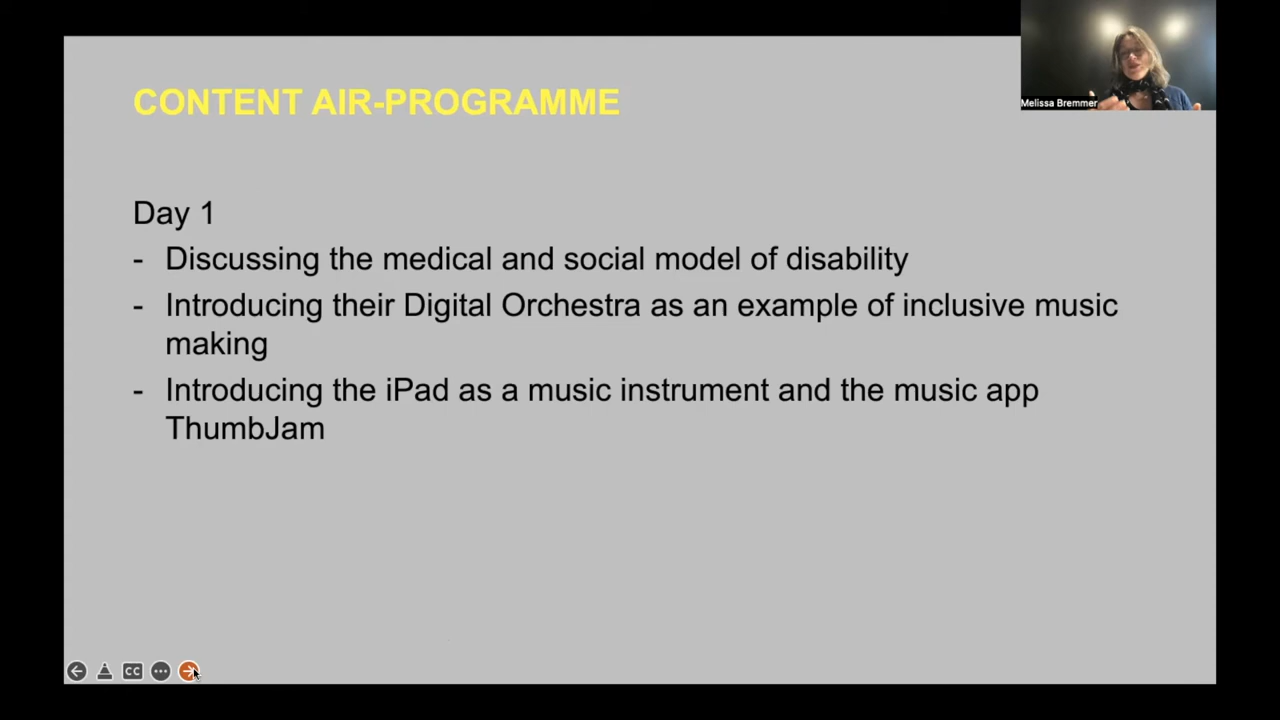 CONTENT AIR-PROGRAMME
Melissa Bremmer
Day 1
- Discussing the medical and social model of disability
- Introducing their Digital Orchestra as an example of inclusive music
making
- Introducing the iPad as a music instrument and the music app
ThumbJam
CC